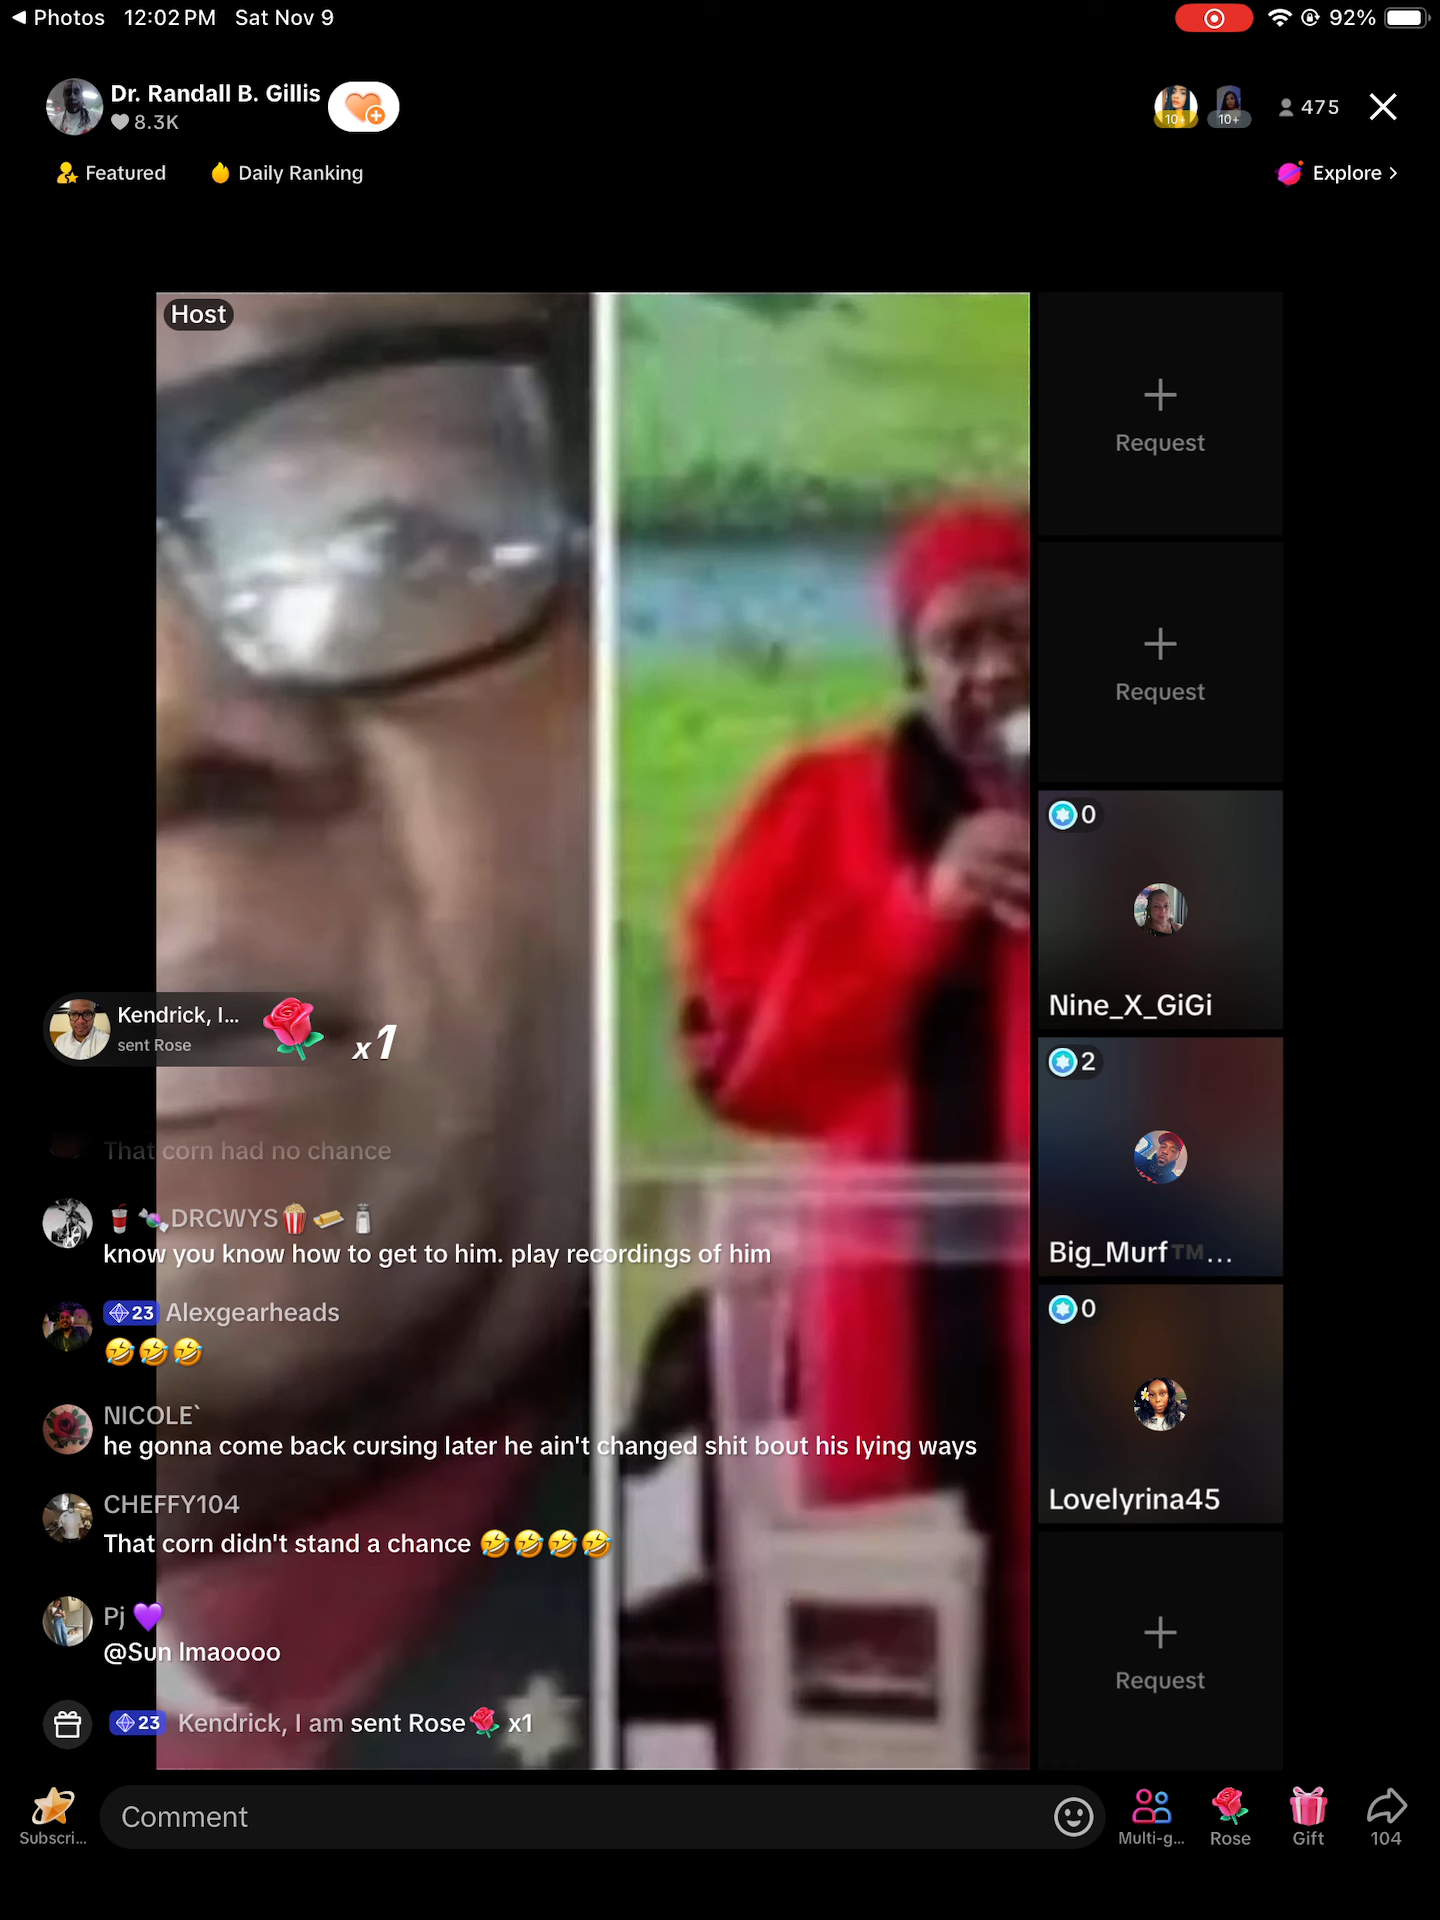 Photos 12:02 PM Sat Nov 9 92%
Dr. Randall B. Gillis
8.3K
10+ 10+ 475
Featured Daily Ranking Explore
Host
Request
Request
0
Nine_X_GiGi
Kendrick, I...
sent Rose
x1
2
Big_Murf™...
That corn had no chance
DRCWYS
know you know how to get to him. play recordings of him
23 Alexgearheads
🤣🤣🤣
0
Lovelyrina45
NICOLE`
he gonna come back cursing later he ain't changed shit bout his lying ways
CHEFFY104
That corn didn't stand a chance 🤣🤣🤣🤣
Pj 💜
@Sun lmaoooo
Request
23 Kendrick, I am sent Rose🌹 x1
Comment
Subscri... Multi-g... Rose Gift 104